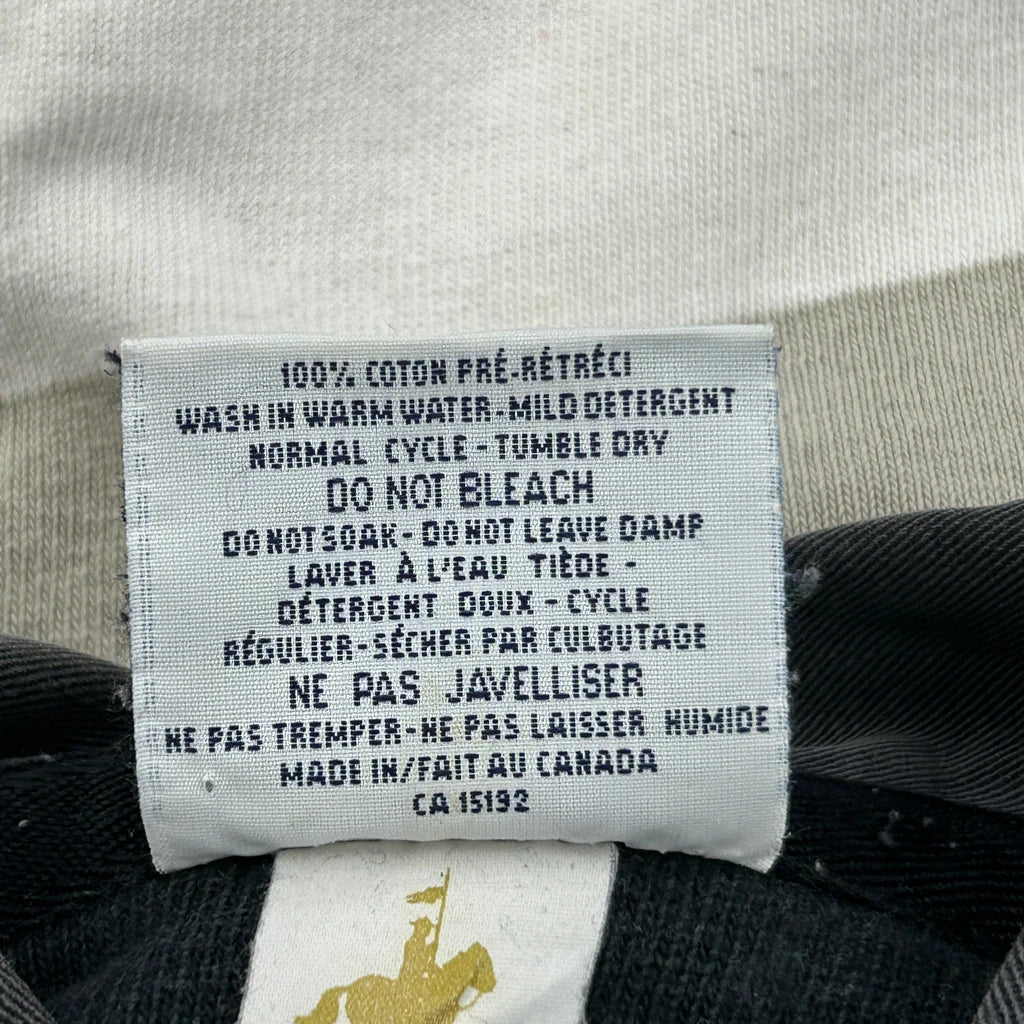 100% COTON PRÉ-RÉTRÉCI
WASH IN WARM WATER-MILD DETERGENT
NORMAL CYCLE-TUMBLE DRY
DO NOT BLEACH
DO NOT SOAK-DO NOT LEAVE DAMP
LAVER À L'EAU TIÈDE -
DÉTERGENT DOUX - CYCLE
RÉGULIER-SÉCHER PAR CULBUTAGE
NE PAS JAVELLISER
NE PAS TREMPER-NE PAS LAISSER HUMIDE
MADE IN/FAIT AU CANADA
CA 15192